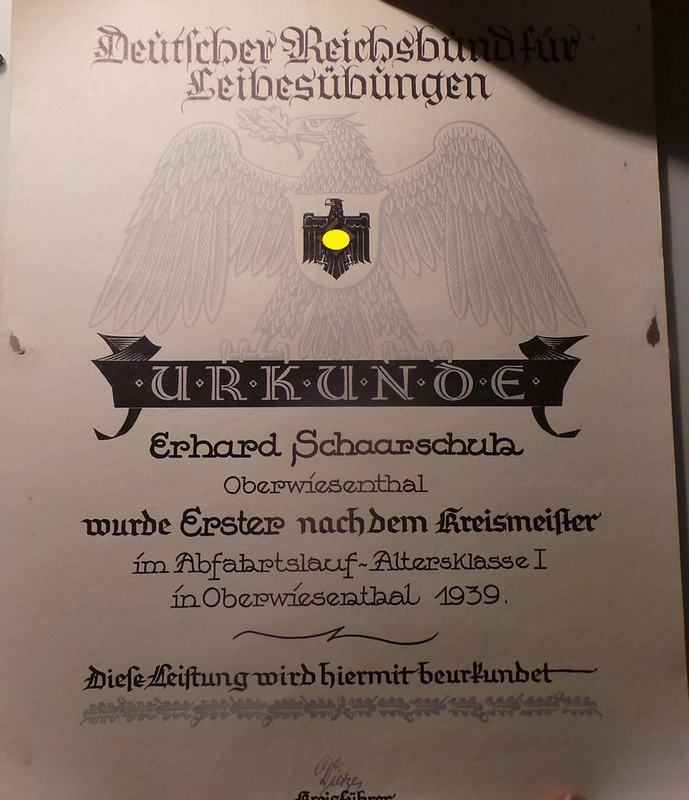 Deutscher Reichsbund für
Leibesübungen
·U·R·K·U·N·D·E·
Erhard Schaarschuh
Oberwiesenthal
wurde Erster nach dem Kreismeister
im Abfahrtslauf-Altersklasse I
in Oberwiesenthal 1939.
Diese Leistung wird hiermit beurkundet
Kreisführer